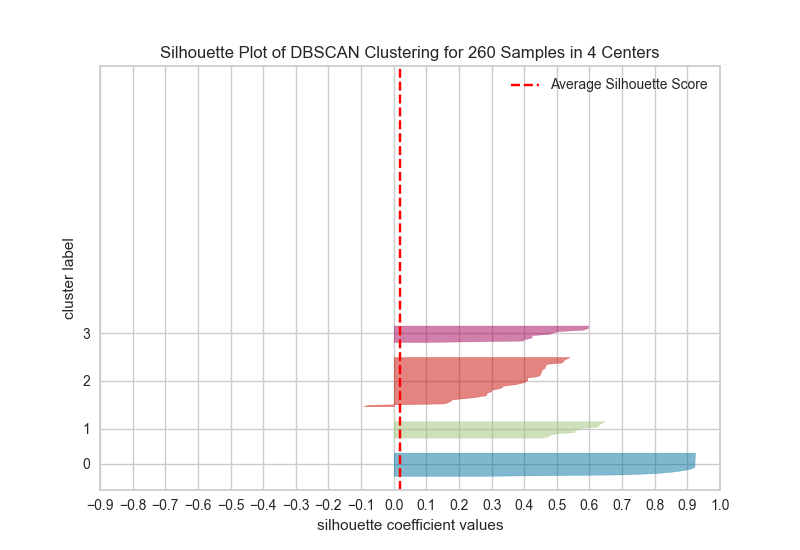 Silhouette Plot of DBSCAN Clustering for 260 Samples in 4 Centers
Average Silhouette Score
cluster label
3
2
1
0
−0.9 −0.8 −0.7 −0.6 −0.5 −0.4 −0.3 −0.2 −0.1 0.0 0.1 0.2 0.3 0.4 0.5 0.6 0.7 0.8 0.9 1.0
silhouette coefficient values